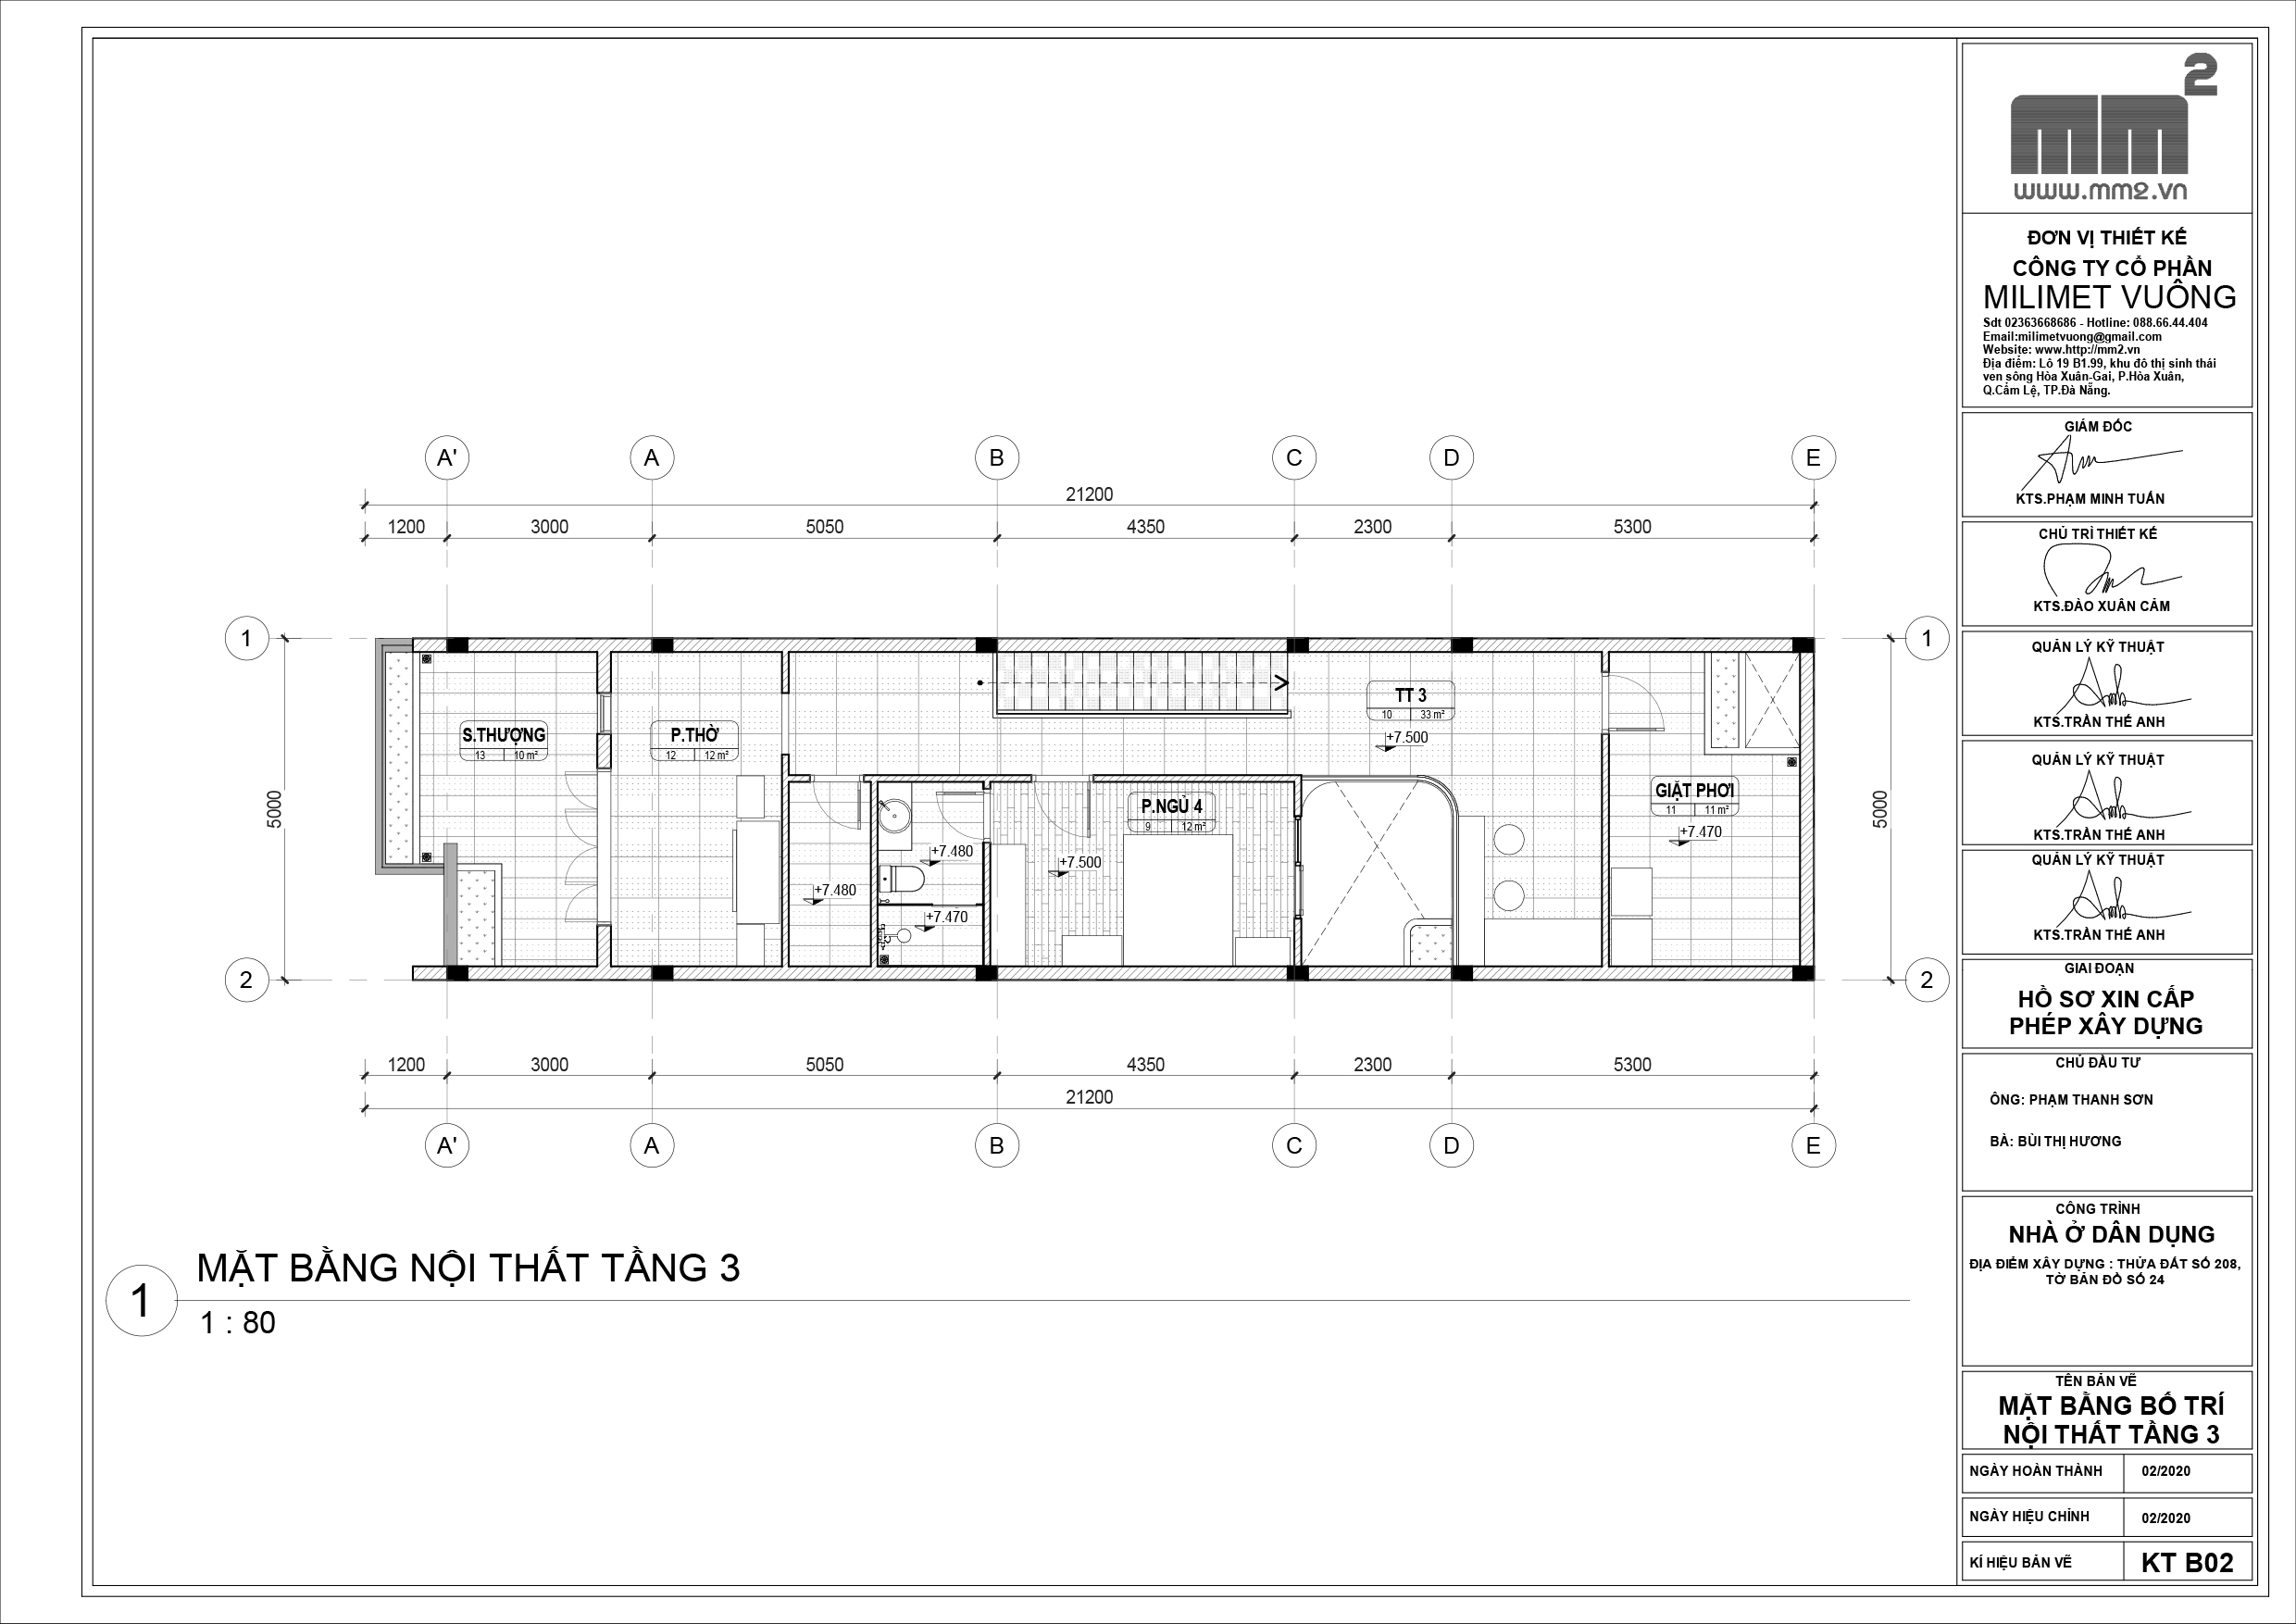 mm2
www.mm2.vn
ĐƠN VỊ THIẾT KẾ
CÔNG TY CỔ PHẦN
MILIMET VUÔNG
Sdt 02363668686 - Hotline: 088.66.44.404
Email:milimetvuong@gmail.com
Website: www.http://mm2.vn
Địa điểm: Lô 19 B1.99, khu đô thị sinh thái
ven sông Hòa Xuân-Gai, P.Hòa Xuân,
Q.Cẩm Lệ, TP.Đà Nẵng.
GIÁM ĐỐC
KTS.PHẠM MINH TUẤN
CHỦ TRÌ THIẾT KẾ
KTS.ĐÀO XUÂN CẢM
QUẢN LÝ KỸ THUẬT
KTS.TRẦN THẾ ANH
QUẢN LÝ KỸ THUẬT
KTS.TRẦN THẾ ANH
QUẢN LÝ KỸ THUẬT
KTS.TRẦN THẾ ANH
GIAI ĐOẠN
HỒ SƠ XIN CẤP
PHÉP XÂY DỰNG
CHỦ ĐẦU TƯ
ÔNG: PHẠM THANH SƠN
BÀ: BÙI THỊ HƯƠNG
CÔNG TRÌNH
NHÀ Ở DÂN DỤNG
ĐỊA ĐIỂM XÂY DỰNG : THỬA ĐẤT SỐ 208,
TỜ BẢN ĐỒ SỐ 24
TÊN BẢN VẼ
MẶT BẰNG BỐ TRÍ
NỘI THẤT TẦNG 3
NGÀY HOÀN THÀNH 02/2020
NGÀY HIỆU CHỈNH 02/2020
KÍ HIỆU BẢN VẼ KT B02
A' A B C D E
21200
1200 3000 5050 4350 2300 5300
1 1
S.THƯỢNG
13 10 m²
P.THỜ
12 12 m²
TT 3
10 33 m²
+7.500
GIẶT PHƠI
11 11 m²
+7.470
P.NGỦ 4
9 12 m²
+7.500
+7.480
+7.480
+7.470
5000 5000
2 2
1200 3000 5050 4350 2300 5300
21200
A' A B C D E
1 MẶT BẰNG NỘI THẤT TẦNG 3
1 : 80